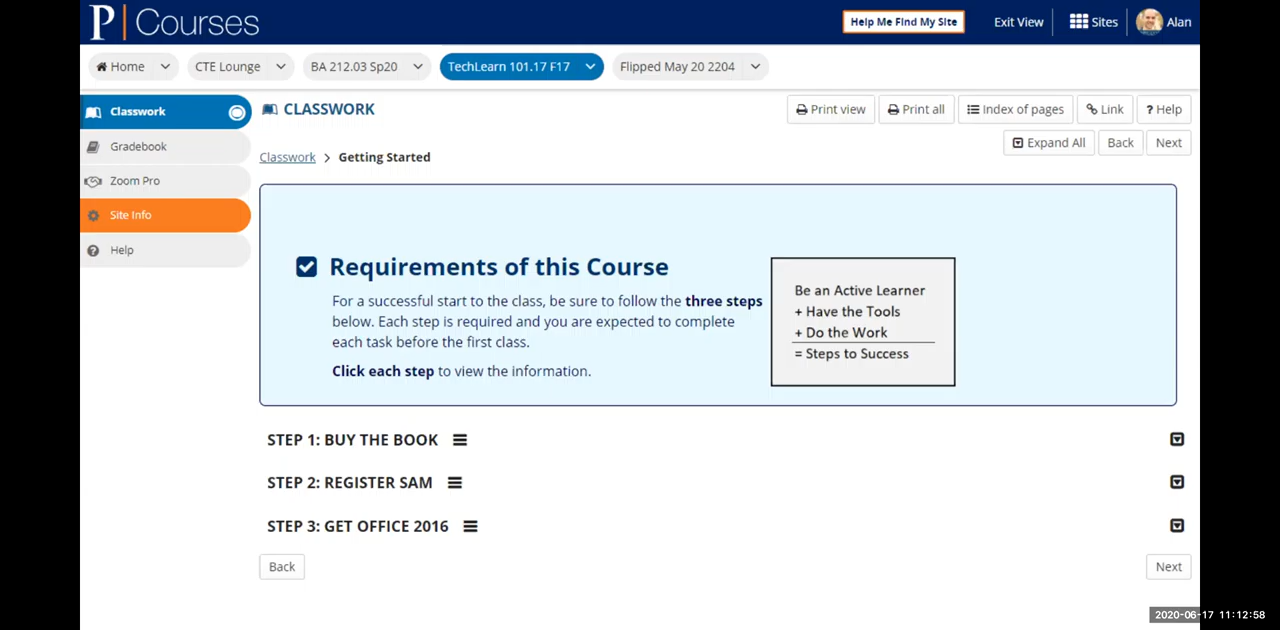 P Courses
Help Me Find My Site
Exit View
Sites
Alan
Home
CTE Lounge
BA 212.03 Sp20
TechLearn 101.17 F17
Flipped May 20 2204
Classwork
Gradebook
Zoom Pro
Site Info
Help
CLASSWORK
Print view
Print all
Index of pages
Link
? Help
Expand All
Back
Next
Classwork > Getting Started
Requirements of this Course
For a successful start to the class, be sure to follow the three steps
below. Each step is required and you are expected to complete
each task before the first class.
Click each step to view the information.
Be an Active Learner
+ Have the Tools
+ Do the Work
= Steps to Success
STEP 1: BUY THE BOOK
STEP 2: REGISTER SAM
STEP 3: GET OFFICE 2016
Back
Next
2020-06-17 11:12:58